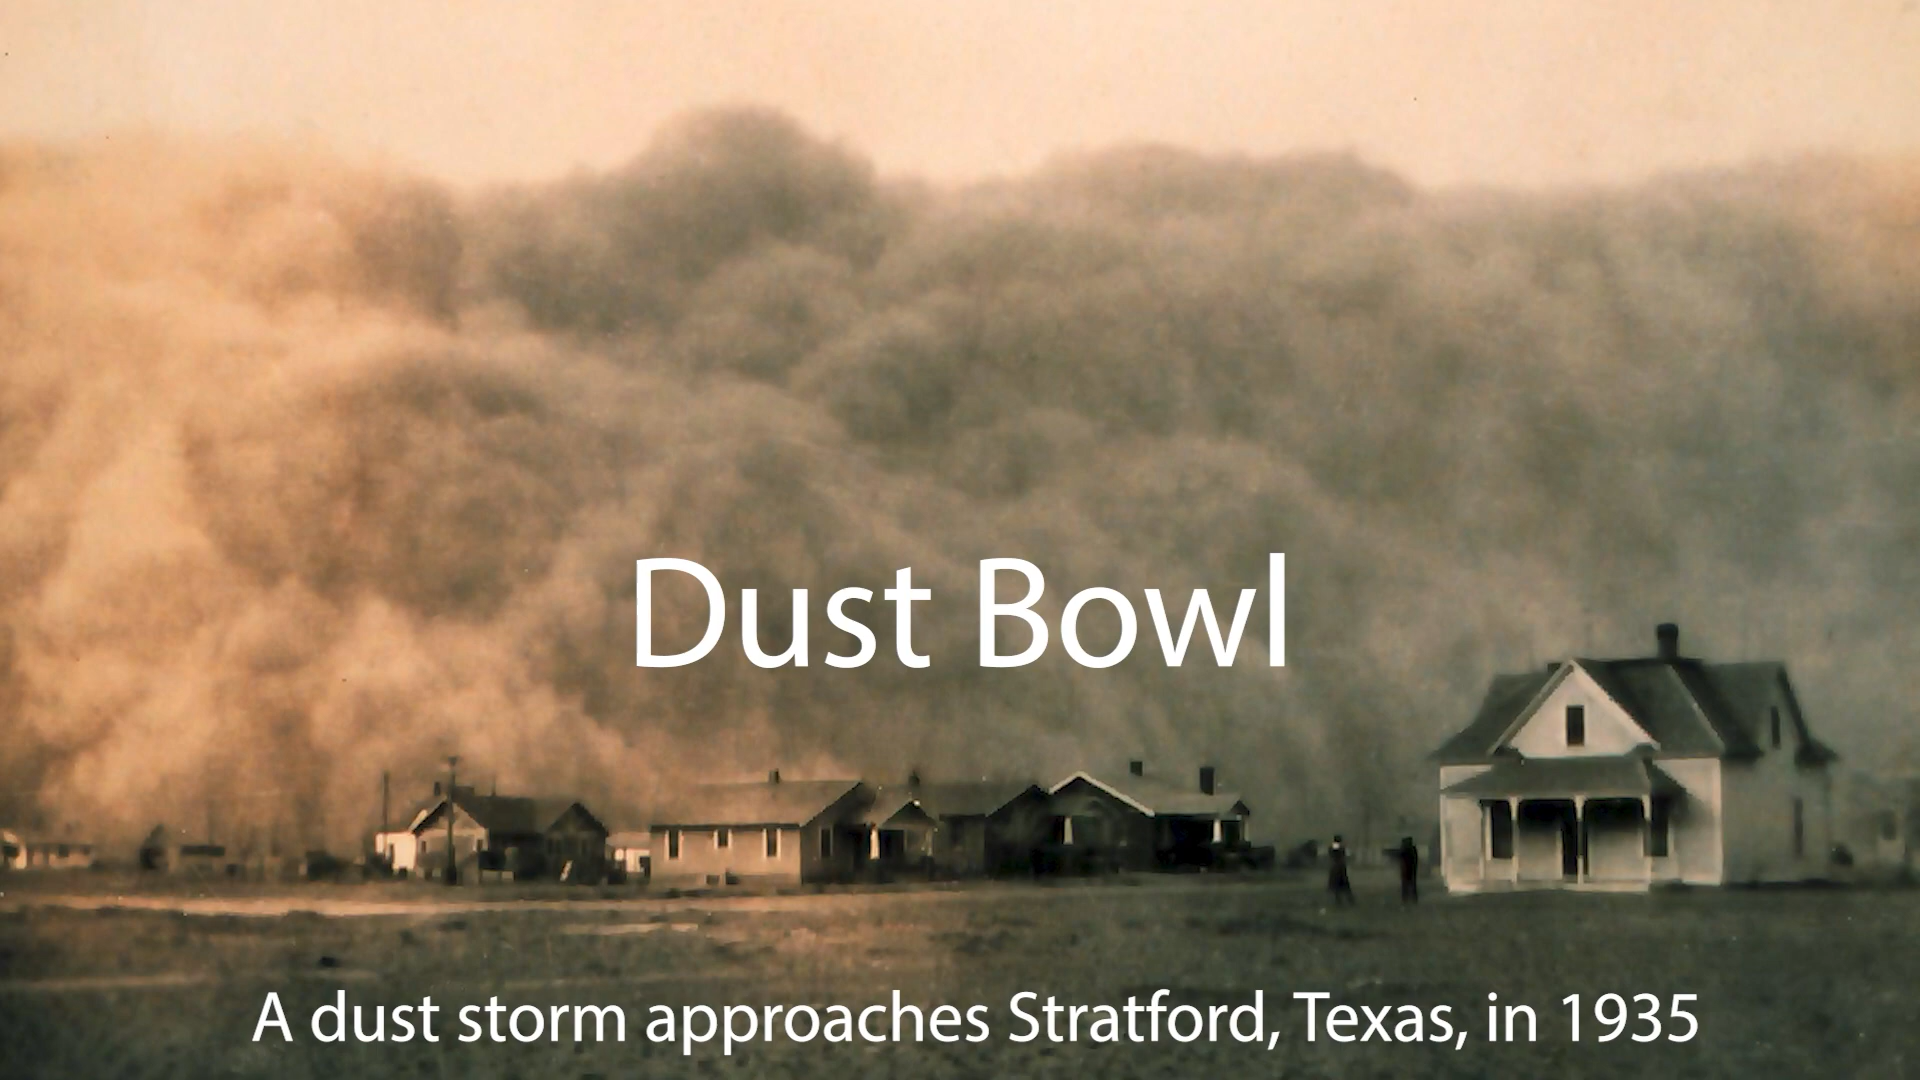 Dust Bowl
A dust storm approaches Stratford, Texas, in 1935